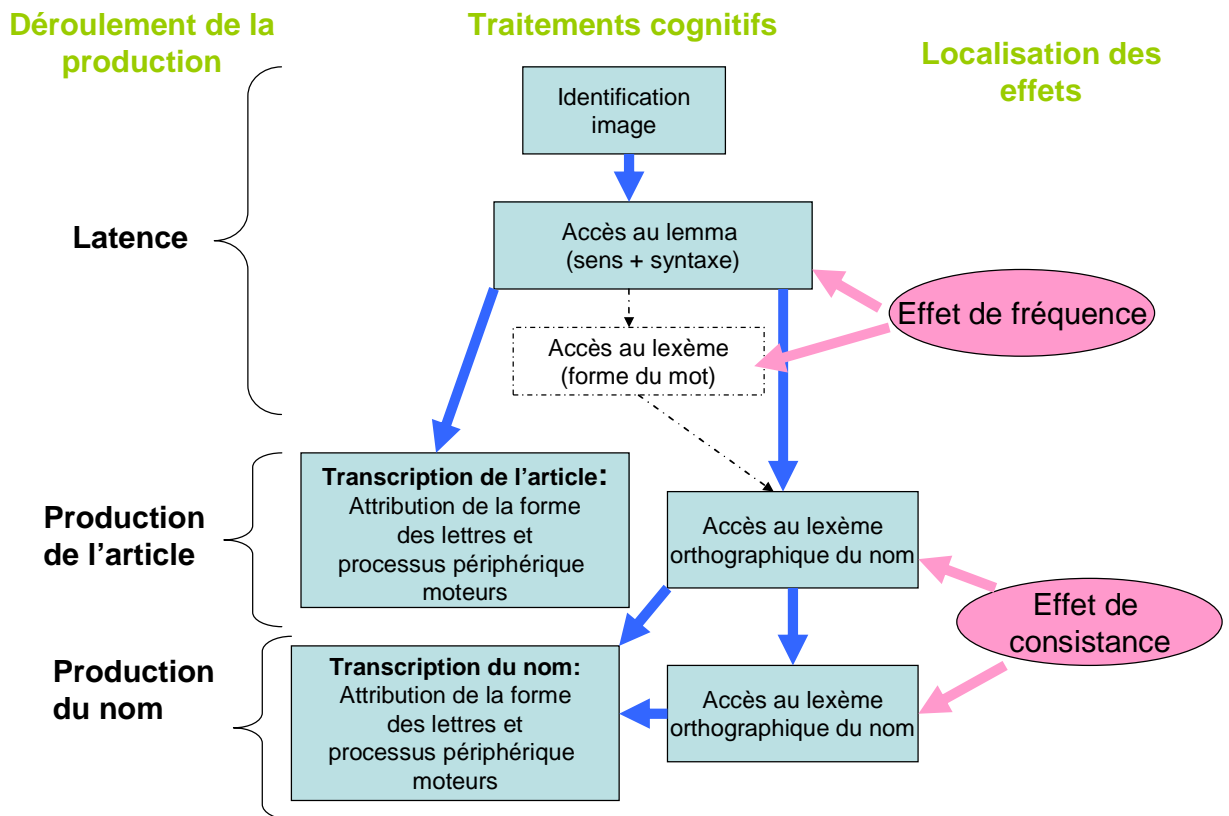 Déroulement de la
production
Traitements cognitifs
Localisation des
effets
Identification
image
Latence
Accès au lemma
(sens + syntaxe)
Effet de fréquence
Accès au lexème
(forme du mot)
Production
de l'article
Transcription de l'article:
Attribution de la forme
des lettres et
processus périphérique
moteurs
Accès au lexème
orthographique du nom
Effet de
consistance
Production
du nom
Transcription du nom:
Attribution de la forme
des lettres et
processus périphérique
moteurs
Accès au lexème
orthographique du nom